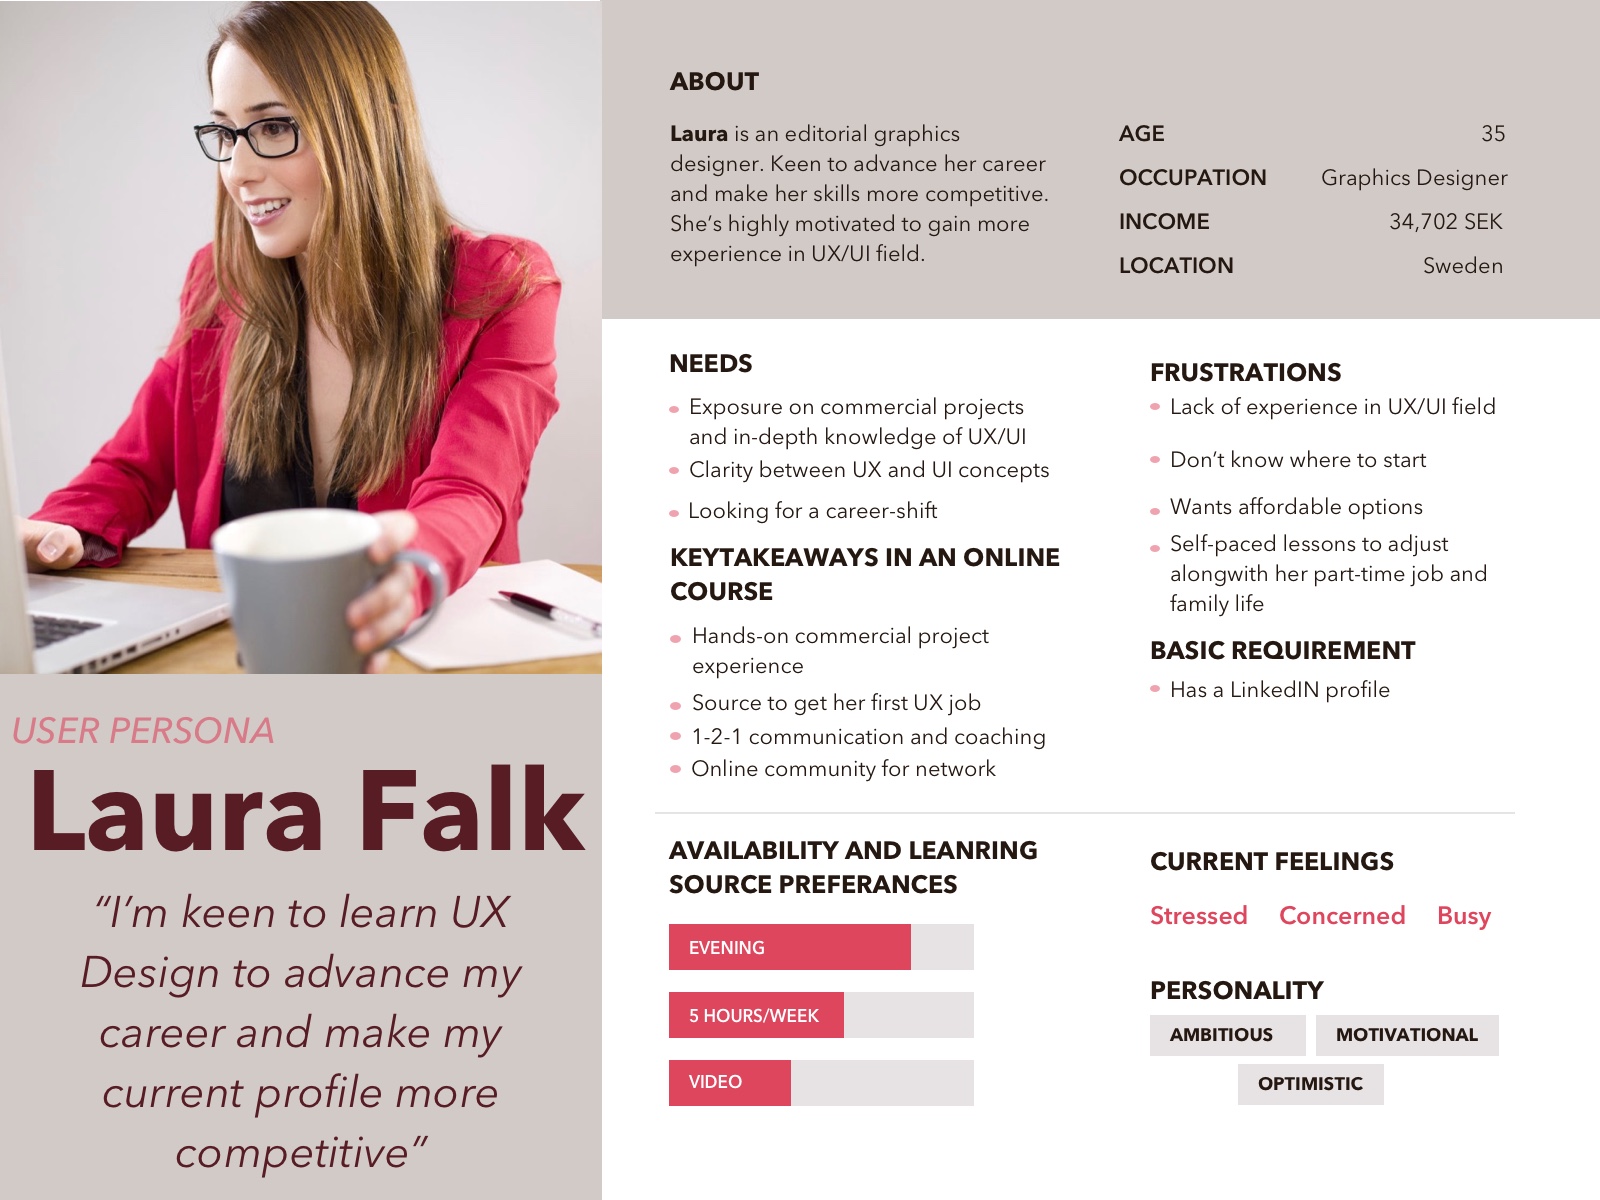 USER PERSONA
Laura Falk
“I’m keen to learn UX
Design to advance my
career and make my
current profile more
competitive”
ABOUT
Laura is an editorial graphics
designer. Keen to advance her career
and make her skills more competitive.
She’s highly motivated to gain more
experience in UX/UI field.
AGE 35
OCCUPATION Graphics Designer
INCOME 34,702 SEK
LOCATION Sweden
NEEDS
Exposure on commercial projects
and in-depth knowledge of UX/UI
Clarity between UX and UI concepts
Looking for a career-shift
KEYTAKEAWAYS IN AN ONLINE
COURSE
Hands-on commercial project
experience
Source to get her first UX job
1-2-1 communication and coaching
Online community for network
FRUSTRATIONS
Lack of experience in UX/UI field
Don’t know where to start
Wants affordable options
Self-paced lessons to adjust
alongwith her part-time job and
family life
BASIC REQUIREMENT
Has a LinkedIN profile
AVAILABILITY AND LEANRING
SOURCE PREFERANCES
EVENING
5 HOURS/WEEK
VIDEO
CURRENT FEELINGS
Stressed Concerned Busy
PERSONALITY
AMBITIOUS MOTIVATIONAL
OPTIMISTIC